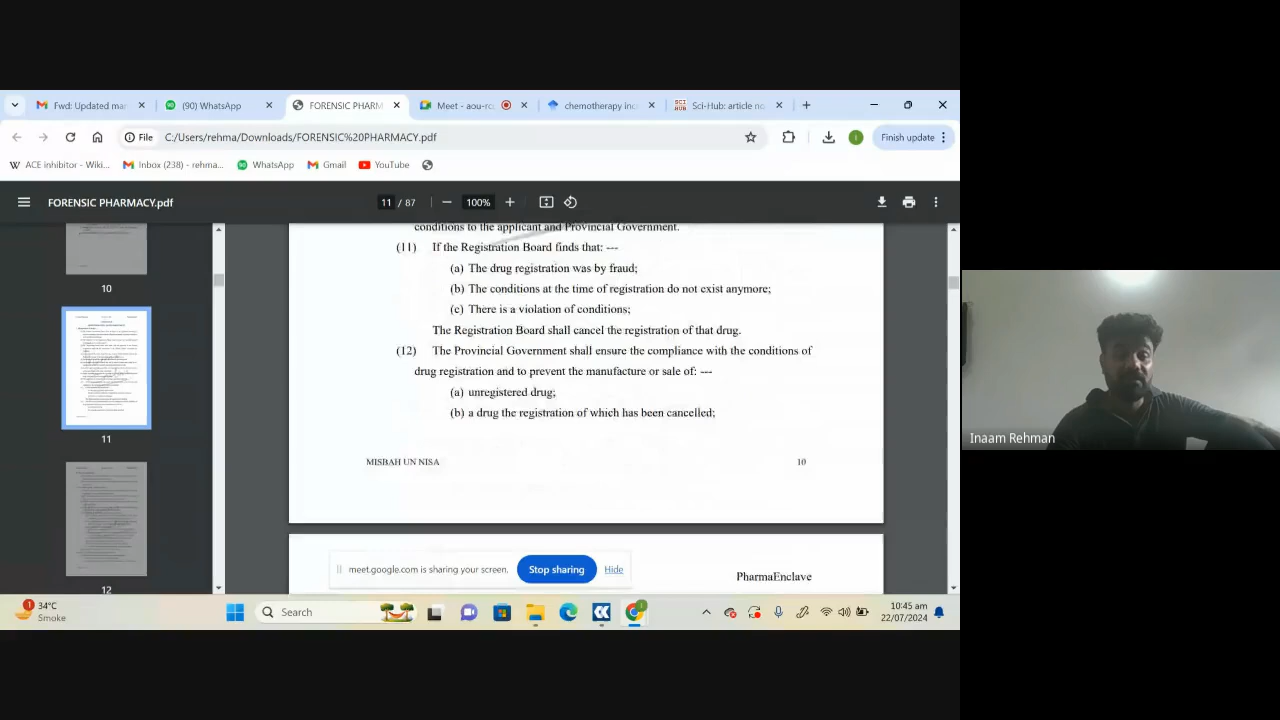 Fwd: Updated mar
(90) WhatsApp
FORENSIC PHARM
Meet - aou-rc
chemotherapy inc
Sci-Hub: article no
File
C:/Users/rehma/Downloads/FORENSIC%20PHARMACY.pdf
Finish update
ACE inhibitor - Wiki...
Inbox (238) - rehma...
WhatsApp
Gmail
YouTube
FORENSIC PHARMACY.pdf
11 / 87
100%
10
11
12
conditions to the applicant and Provincial Government.
(11) If the Registration Board finds that: ---
(a) The drug registration was by fraud;
(b) The conditions at the time of registration do not exist anymore;
(c) There is a violation of conditions;
The Registration Board shall cancel the registration of that drug.
(12) The Provincial Government shall ensure the compliance with the conditions
drug registration and to prevent the manufacture or sale of: ---
(a) unregistered drug;
(b) a drug the registration of which has been cancelled;
MISBAH UN NISA
10
meet.google.com is sharing your screen.
Stop sharing
Hide
PharmaEnclave
Inaam Rehman
34°C
Smoke
Search
10:45 am
22/07/2024